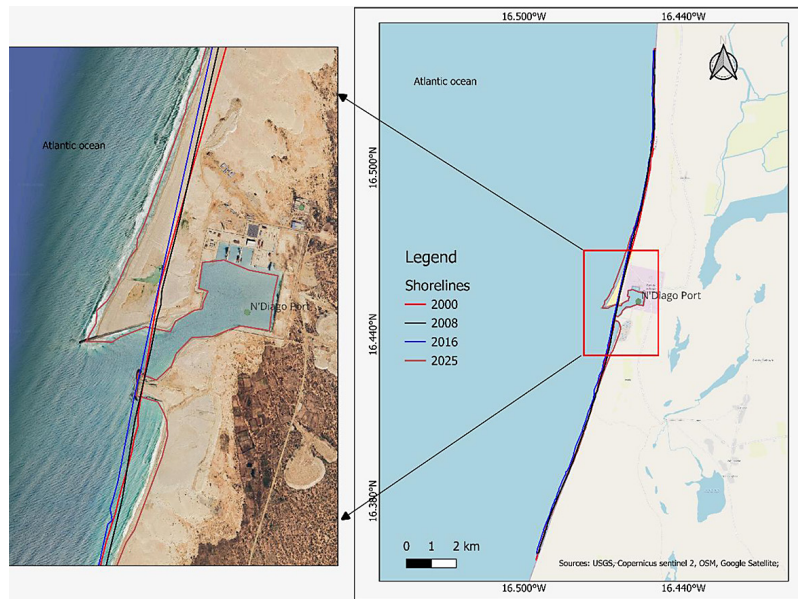 Atlantic ocean
N'Diago Port
16.500°W
16.440°W
N
Atlantic ocean
16.500°N
16.440°N
16.380°N
Legend
Shorelines
2000
2008
2016
2025
N'Diago Port
0 1 2 km
Sources: USGS, Copernicus sentinel 2, OSM, Google Satellite;
16.500°W
16.440°W